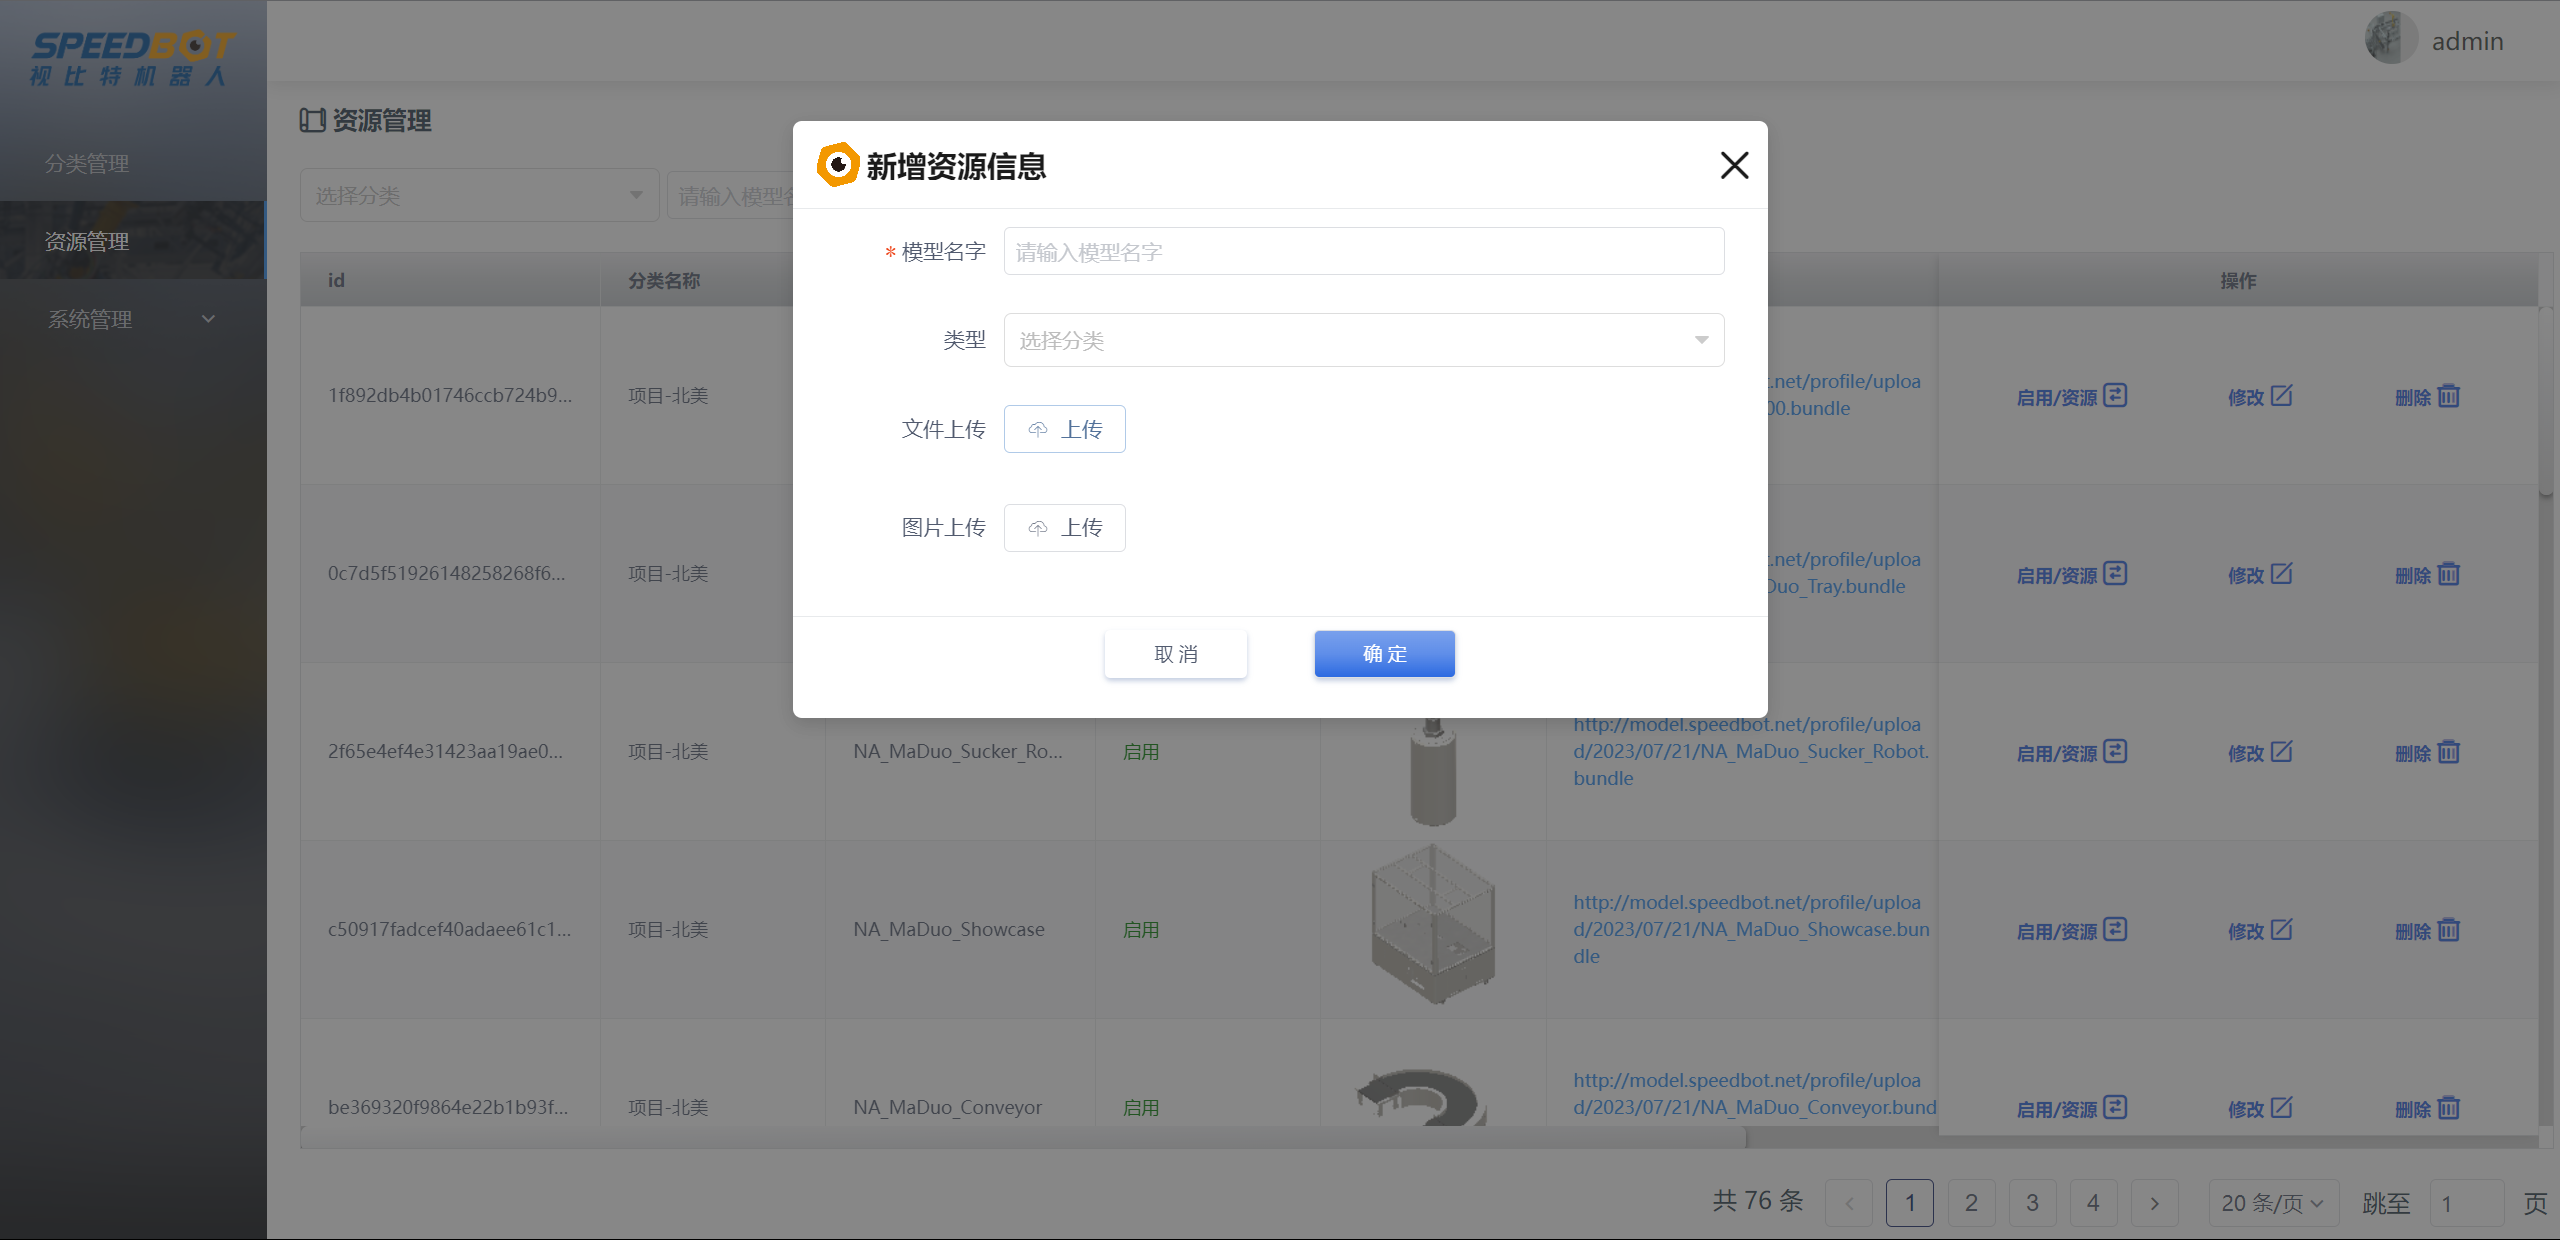 SPEEDBOT
视比特机器人
admin
分类管理
资源管理
系统管理
资源管理
选择分类
请输入模型名
新增资源信息
* 模型名字
请输入模型名字
类型
选择分类
文件上传
上传
图片上传
上传
取 消
确 定
id
分类名称
操作
1f892db4b01746ccb724b9...
项目-北美
.net/profile/uploa
00.bundle
启用/资源
修改
删除
0c7d5f51926148258268f6...
项目-北美
.net/profile/uploa
Duo_Tray.bundle
启用/资源
修改
删除
2f65e4ef4e31423aa19ae0...
项目-北美
NA_MaDuo_Sucker_Ro...
启用
http://model.speedbot.net/profile/uploa
d/2023/07/21/NA_MaDuo_Sucker_Robot.
bundle
启用/资源
修改
删除
c50917fadcef40adaee61c1...
项目-北美
NA_MaDuo_Showcase
启用
http://model.speedbot.net/profile/uploa
d/2023/07/21/NA_MaDuo_Showcase.bun
dle
启用/资源
修改
删除
be369320f9864e22b1b93f...
项目-北美
NA_MaDuo_Conveyor
启用
http://model.speedbot.net/profile/uploa
d/2023/07/21/NA_MaDuo_Conveyor.bund
启用/资源
修改
删除
共 76 条
1
2
3
4
20 条/页
跳至
1
页